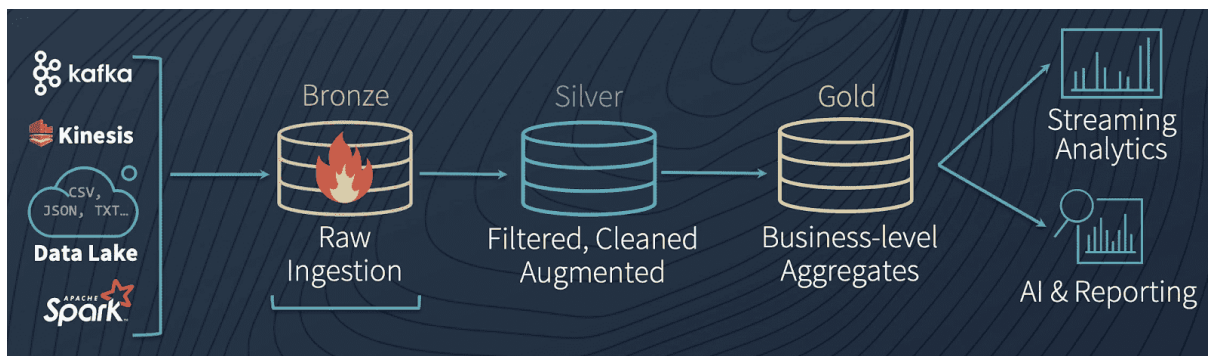 kafka
Kinesis
CSV,
JSON, TXT...
Data Lake
APACHE
Spark™
Bronze
Raw
Ingestion
Silver
Filtered, Cleaned
Augmented
Gold
Business-level
Aggregates
Streaming
Analytics
AI & Reporting